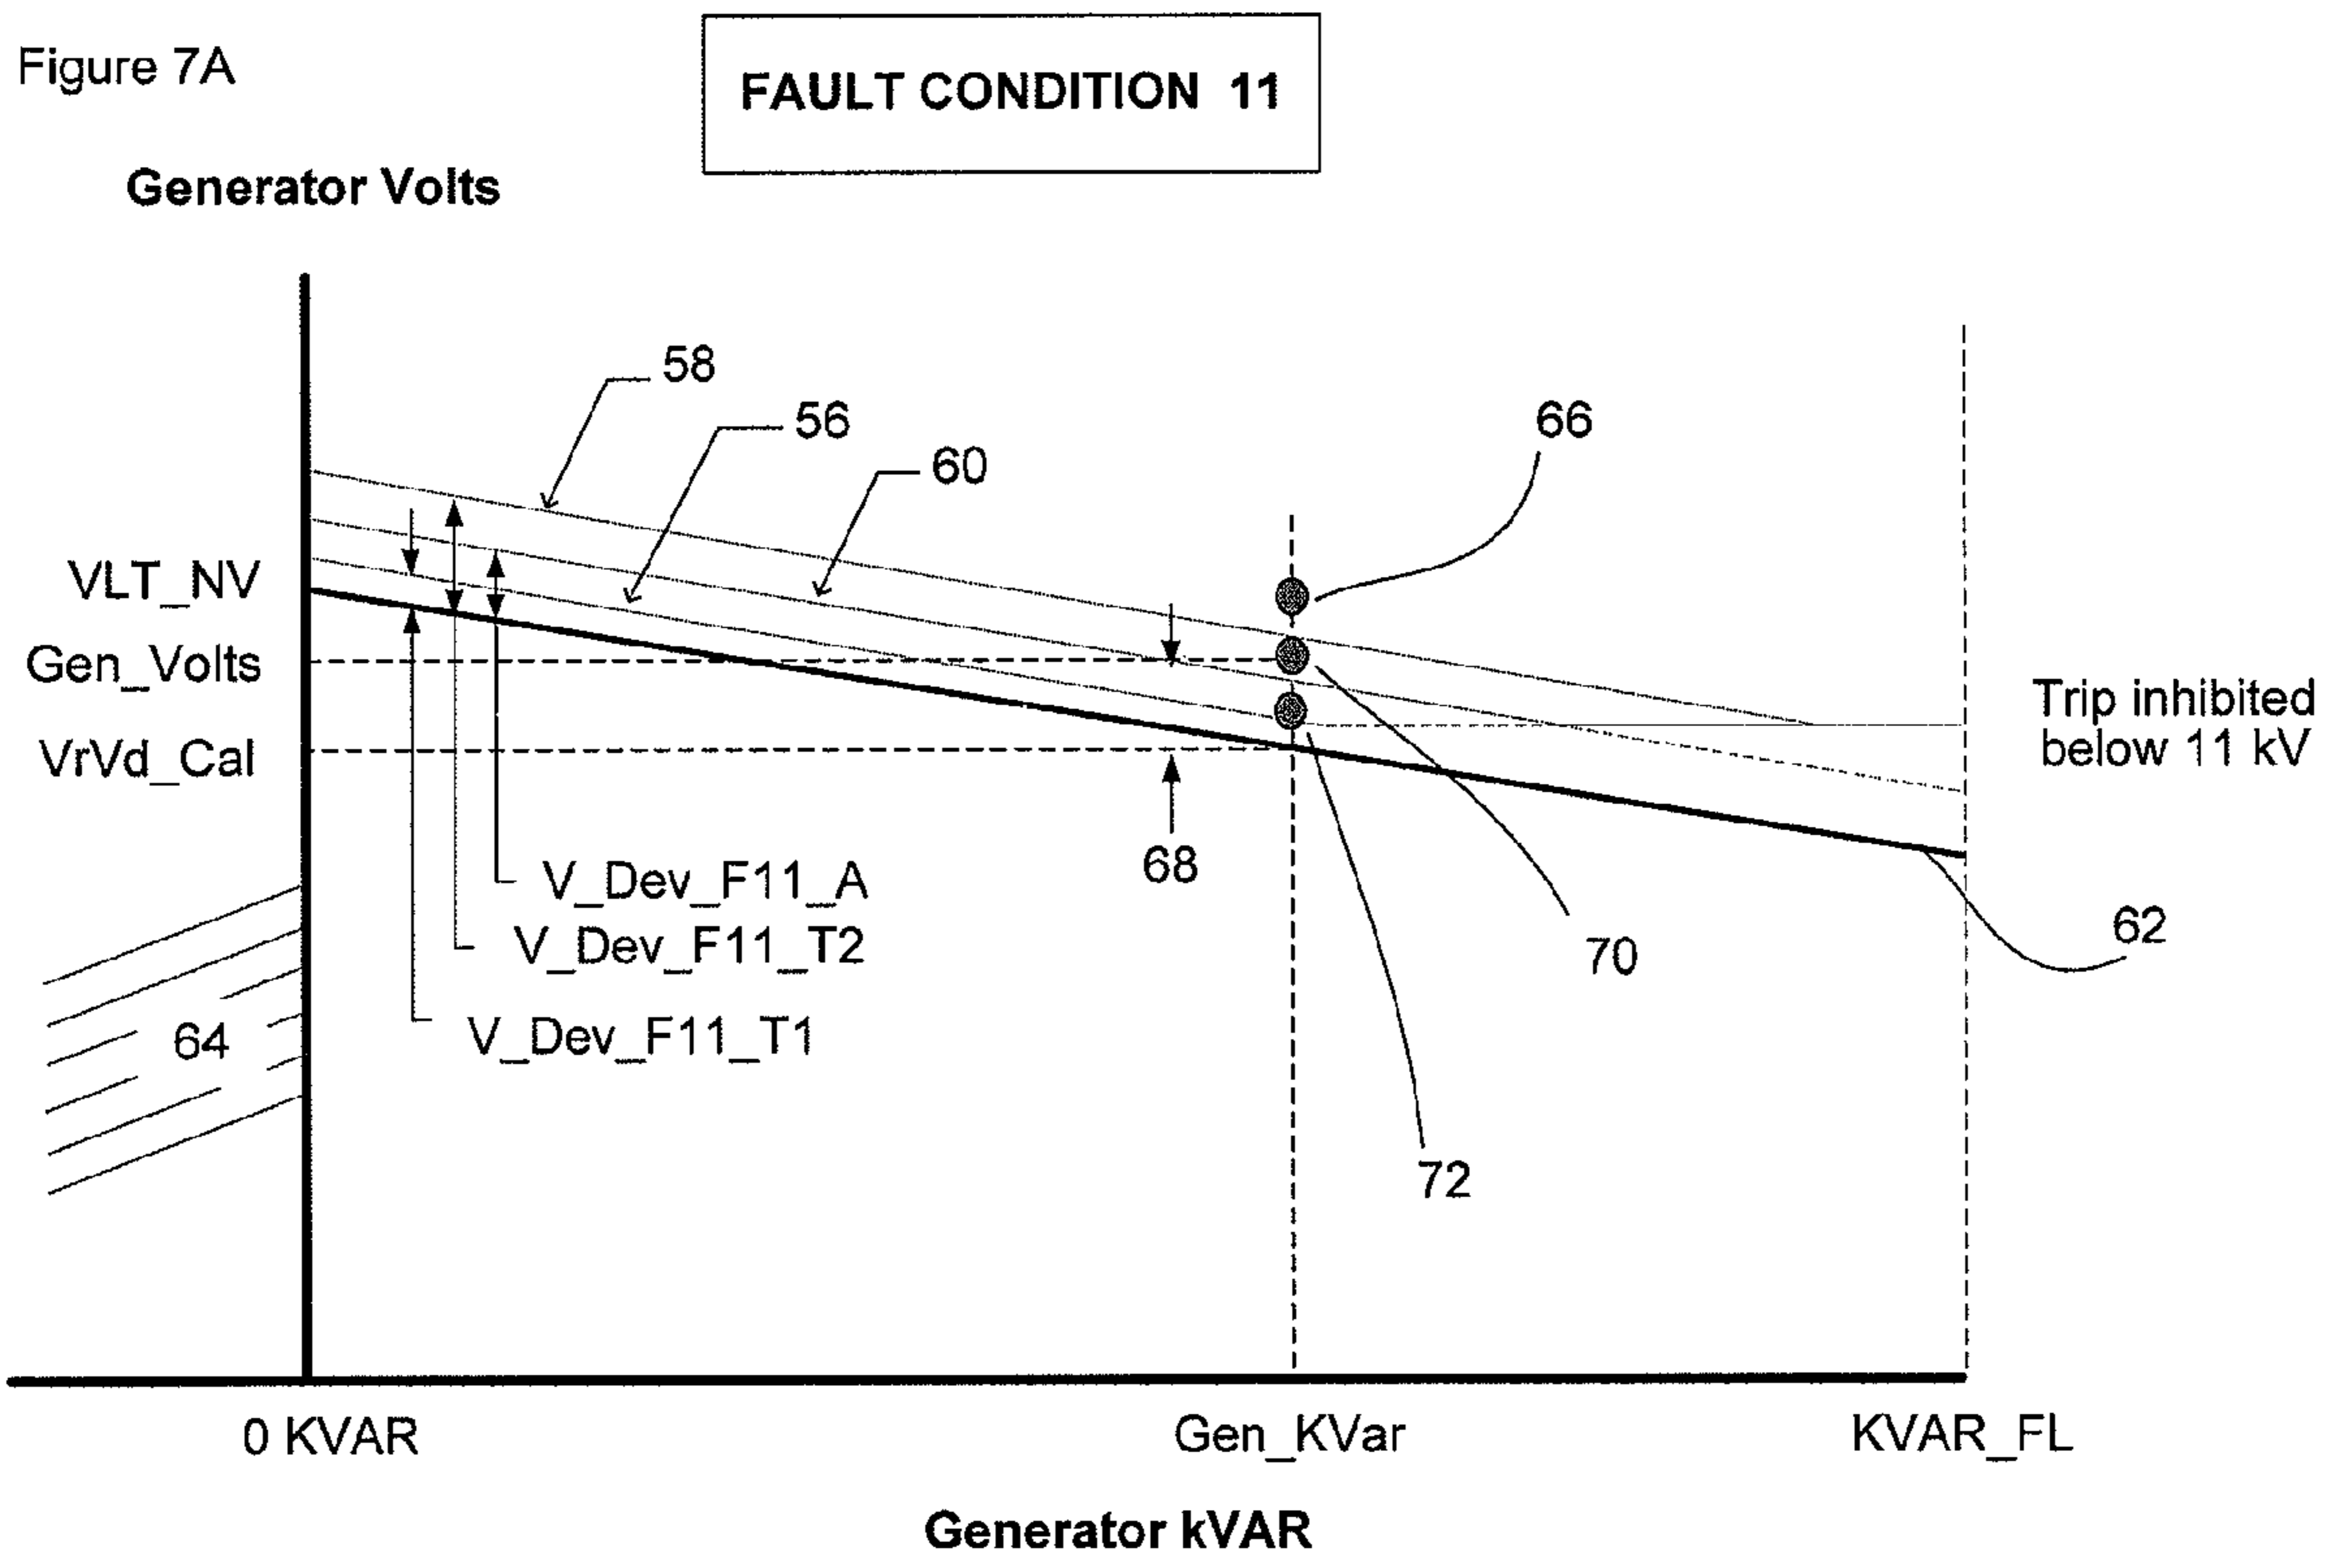 Figure 7A
FAULT CONDITION 11
Generator Volts
58
56
60
66
VLT_NV
Gen_Volts
VrVd_Cal
Trip inhibited
below 11 kV
68
V_Dev_F11_A
V_Dev_F11_T2
V_Dev_F11_T1
70
62
64
72
0 KVAR
Gen_KVar
KVAR_FL
Generator kVAR